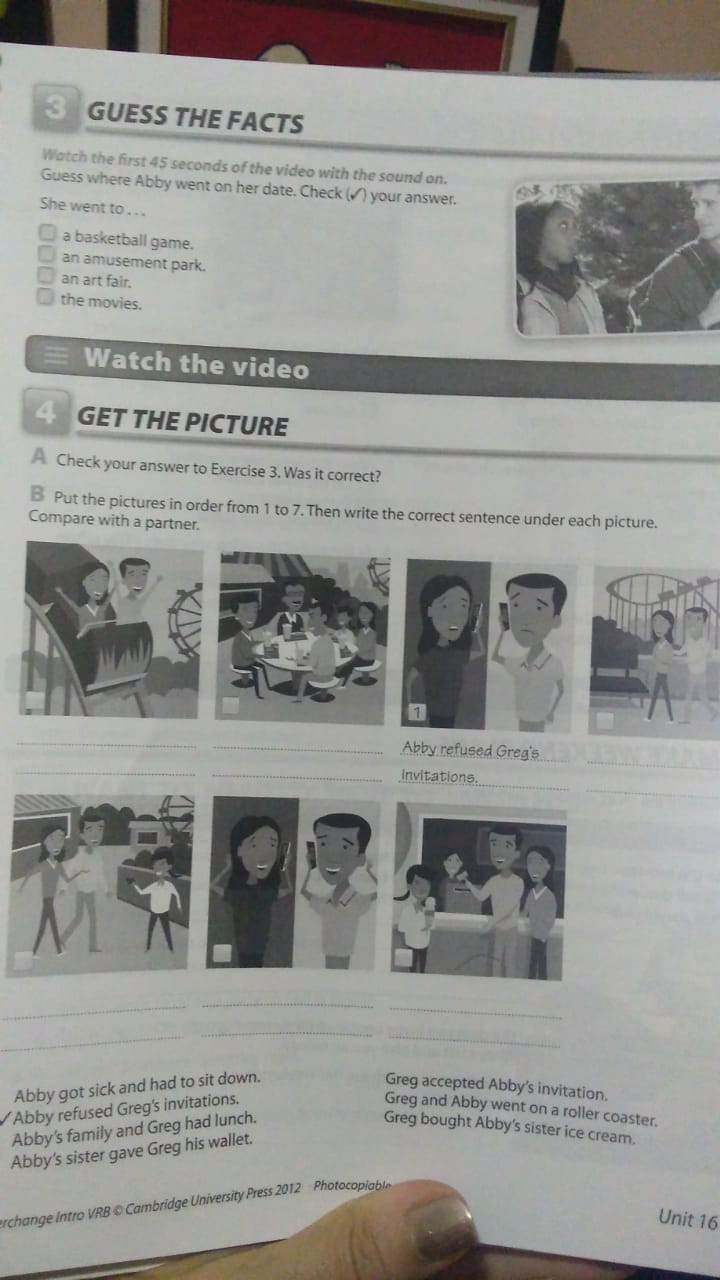 3 GUESS THE FACTS
Watch the first 45 seconds of the video with the sound on.
Guess where Abby went on her date. Check (✓) your answer.
She went to . . .
a basketball game.
an amusement park.
an art fair.
the movies.
Watch the video
4 GET THE PICTURE
A Check your answer to Exercise 3. Was it correct?
B Put the pictures in order from 1 to 7. Then write the correct sentence under each picture.
Compare with a partner.
1
Abby refused Greg's
invitations.
Abby got sick and had to sit down.
✓Abby refused Greg's invitations.
Abby's family and Greg had lunch.
Abby's sister gave Greg his wallet.
Greg accepted Abby's invitation.
Greg and Abby went on a roller coaster.
Greg bought Abby's sister ice cream.
erchange Intro VRB © Cambridge University Press 2012 Photocopiable
Unit 16